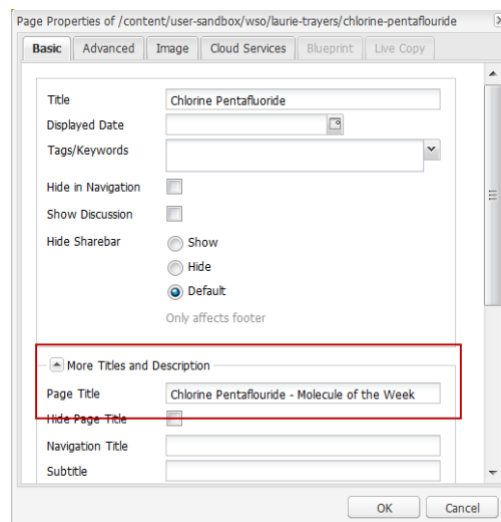 Page Properties of /content/user-sandbox/wso/laurie-trayers/chlorine-pentaflouride
Basic Advanced Image Cloud Services Blueprint Live Copy
Title Chlorine Pentafluoride
Displayed Date
Tags/Keywords
Hide in Navigation
Show Discussion
Hide Sharebar Show
Hide
Default
Only affects footer
More Titles and Description
Page Title Chlorine Pentaflouride - Molecule of the Week
Hide Page Title
Navigation Title
Subtitle
OK Cancel